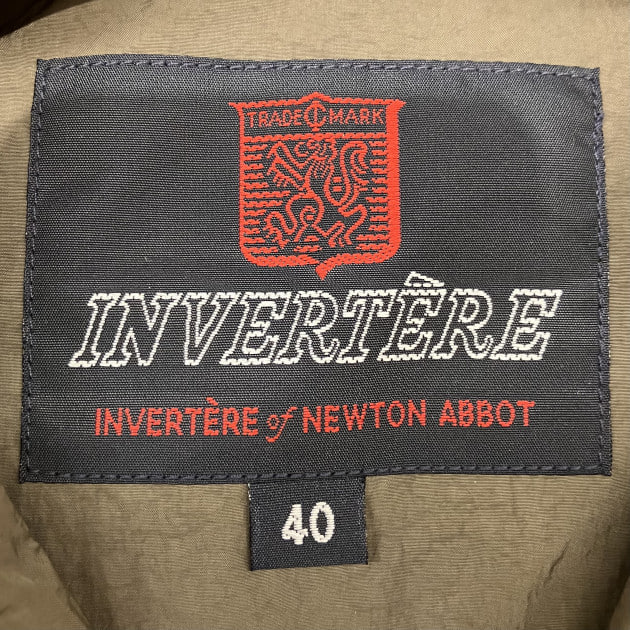 TRADE MARK
INVERTÈRE
INVERTÈRE of NEWTON ABBOT
40